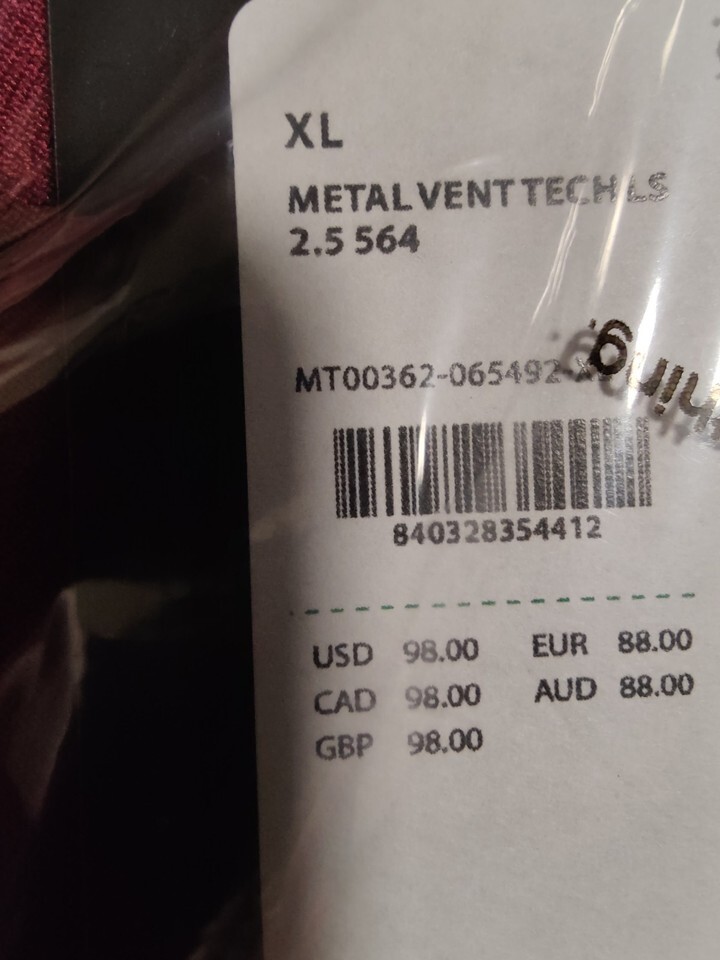 XL
METAL VENT TECH LS
2.5 564
MT00362-065492-
840328354412
USD 98.00 EUR 88.00
CAD 98.00 AUD 88.00
GBP 98.00